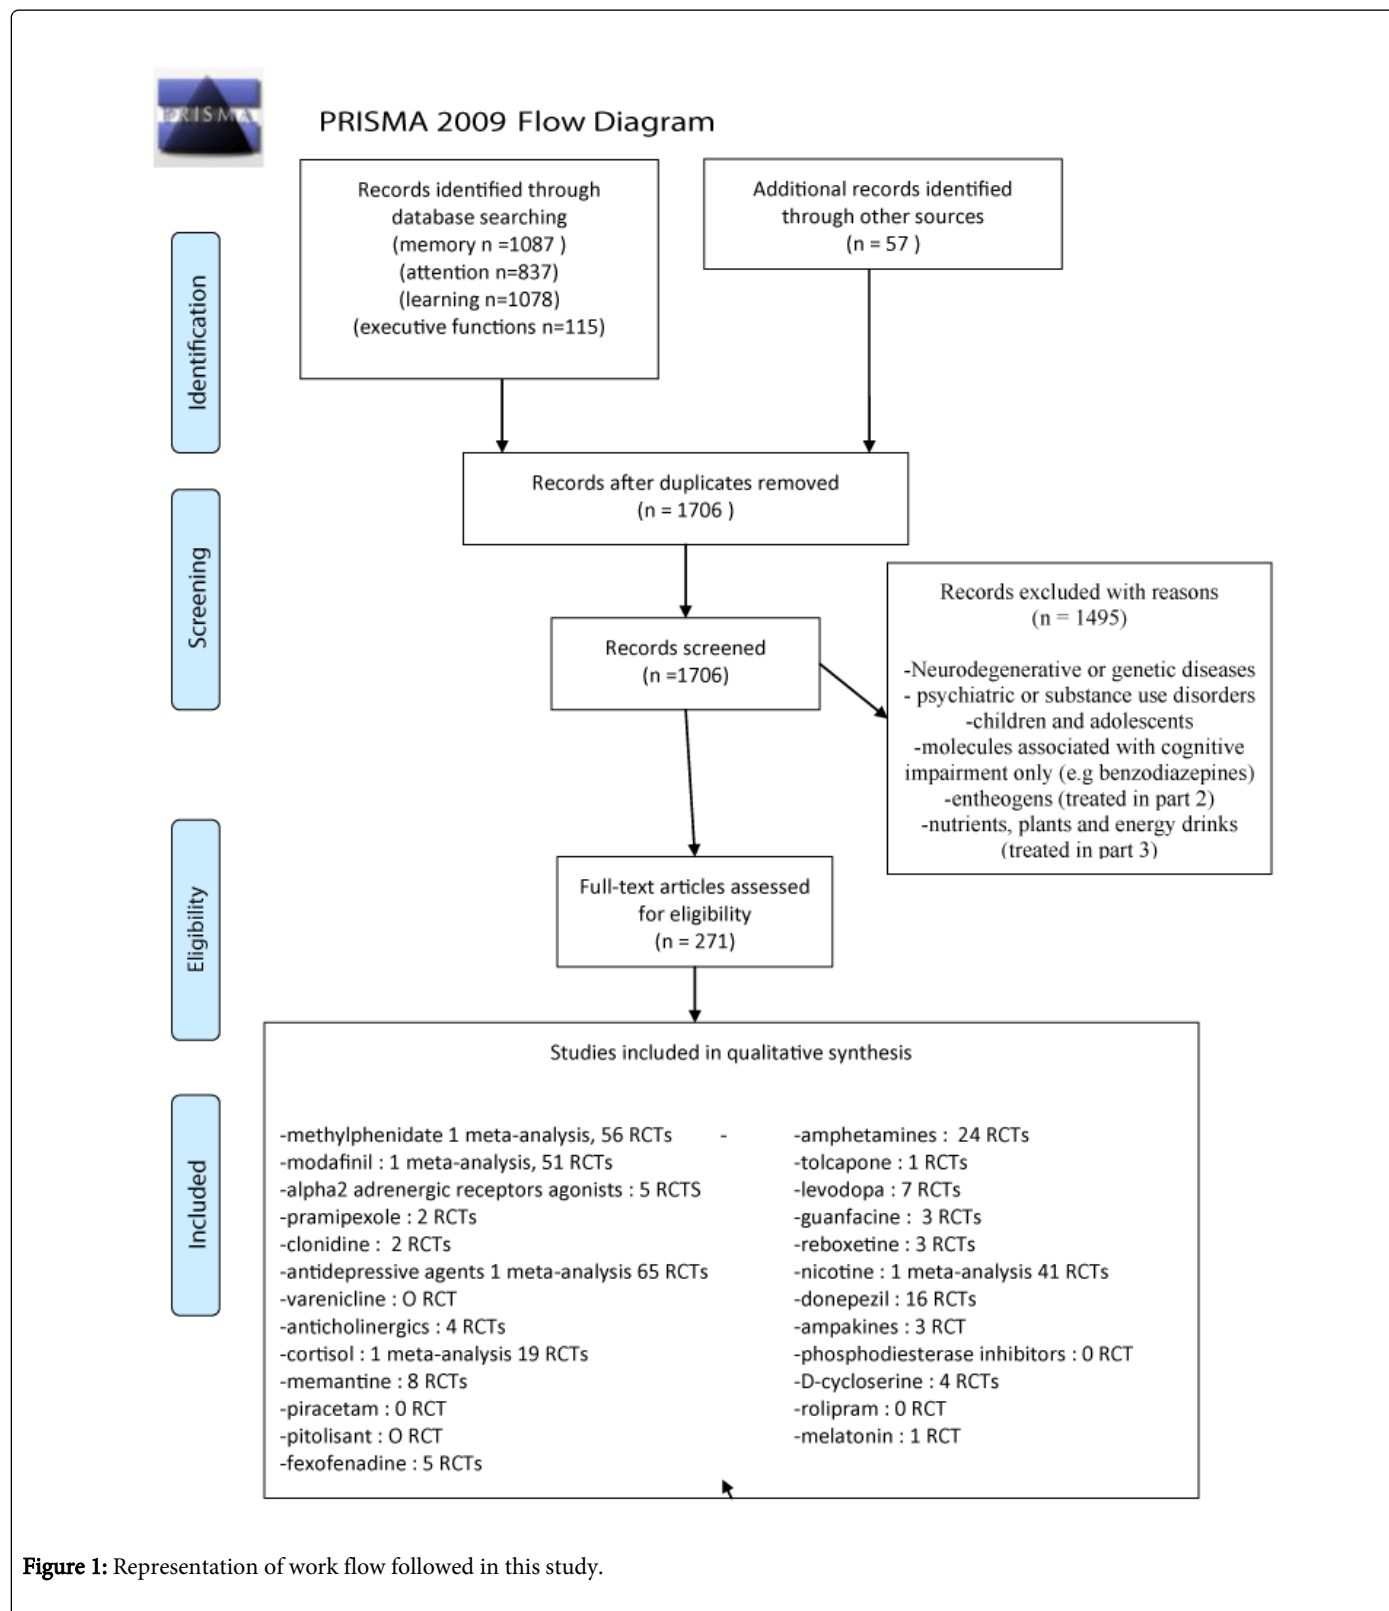 PRISMA
PRISMA 2009 Flow Diagram
Identification
Records identified through
database searching
(memory n =1087 )
(attention n=837)
(learning n=1078)
(executive functions n=115)
Additional records identified
through other sources
(n = 57 )
Records after duplicates removed
(n = 1706 )
Screening
Records screened
(n =1706)
Records excluded with reasons
(n = 1495)
-Neurodegenerative or genetic diseases
- psychiatric or substance use disorders
-children and adolescents
-molecules associated with cognitive
impairment only (e.g benzodiazepines)
-entheogens (treated in part 2)
-nutrients, plants and energy drinks
(treated in part 3)
Eligibility
Full-text articles assessed
for eligibility
(n = 271)
Included
Studies included in qualitative synthesis
-methylphenidate 1 meta-analysis, 56 RCTs -
-modafinil : 1 meta-analysis, 51 RCTs
-alpha2 adrenergic receptors agonists : 5 RCTS
-pramipexole : 2 RCTs
-clonidine : 2 RCTs
-antidepressive agents 1 meta-analysis 65 RCTs
-varenicline : O RCT
-anticholinergics : 4 RCTs
-cortisol : 1 meta-analysis 19 RCTs
-memantine : 8 RCTs
-piracetam : 0 RCT
-pitolisant : O RCT
-fexofenadine : 5 RCTs
-amphetamines : 24 RCTs
-tolcapone : 1 RCTs
-levodopa : 7 RCTs
-guanfacine : 3 RCTs
-reboxetine : 3 RCTs
-nicotine : 1 meta-analysis 41 RCTs
-donepezil : 16 RCTs
-ampakines : 3 RCT
-phosphodiesterase inhibitors : 0 RCT
-D-cycloserine : 4 RCTs
-rolipram : 0 RCT
-melatonin : 1 RCT
Figure 1: Representation of work flow followed in this study.